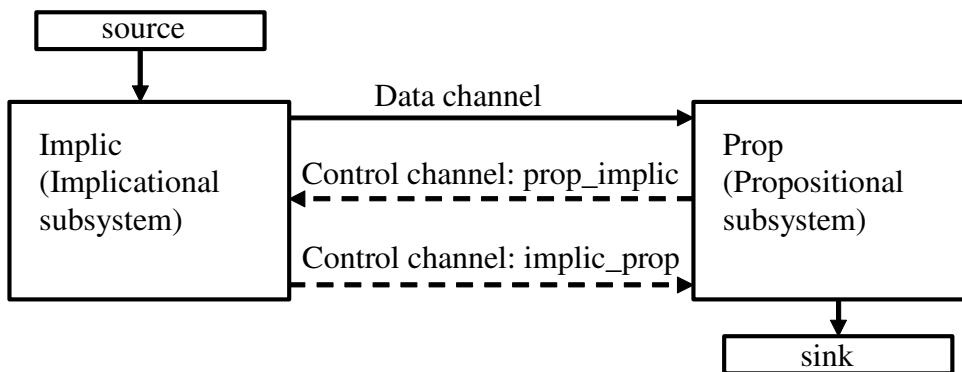 source
Data channel
Implic
(Implicational
subsystem)
Control channel: prop_implic
Control channel: implic_prop
Prop
(Propositional
subsystem)
sink